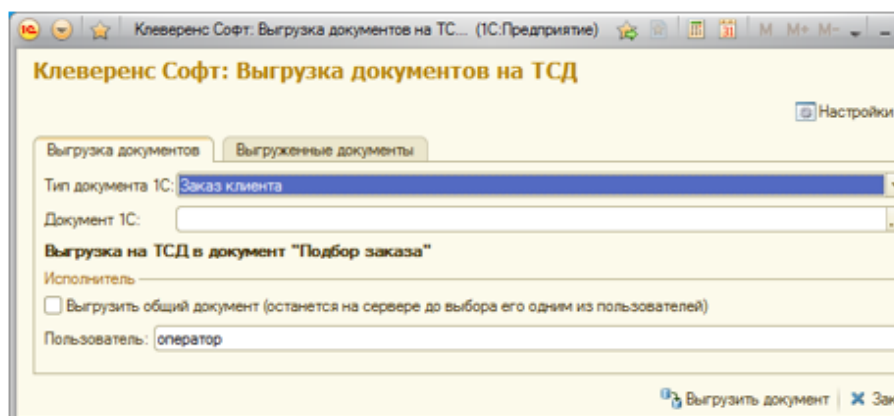 Клеверенс Софт: Выгрузка документов на ТС... (1С:Предприятие) M M+ M-
Клеверенс Софт: Выгрузка документов на ТСД
Настройки
Выгрузка документов Выгруженные документы
Тип документа 1С: Заказ клиента
Документ 1С:
Выгрузка на ТСД в документ "Подбор заказа"
Исполнитель
Выгрузить общий документ (останется на сервере до выбора его одним из пользователей)
Пользователь: оператор
Выгрузить документ